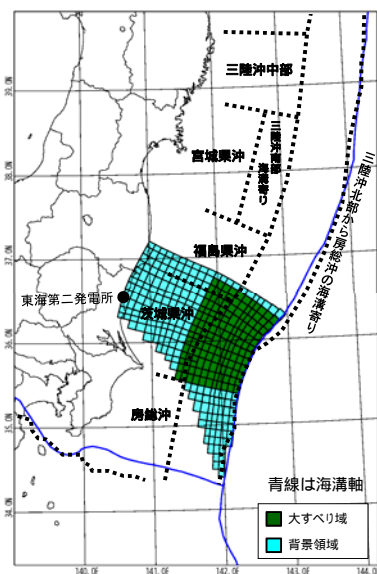 39.0N
38.0N
37.0N
36.0N
35.0N
34.0N
三陸沖中部
三陸沖南部
海溝寄り
宮城県沖
福島県沖
三陸沖北部から房総沖の海溝寄り
東海第二発電所
茨城県沖
房総沖
青線は海溝軸
大すべり域
背景領域
140.0E
141.0E
142.0E
143.0E
144.0E